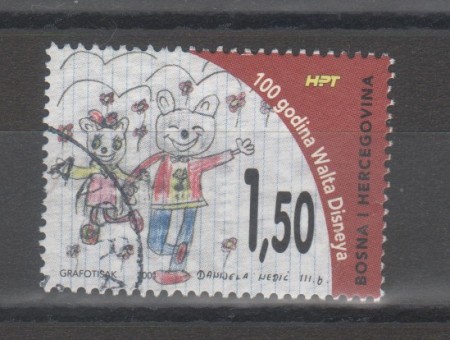 HPT
100 godina Walta Disneya
BOSNA I HERCEGOVINA
1,50
GRAFOTISAK
DANIJELA NEDIĆ III.b